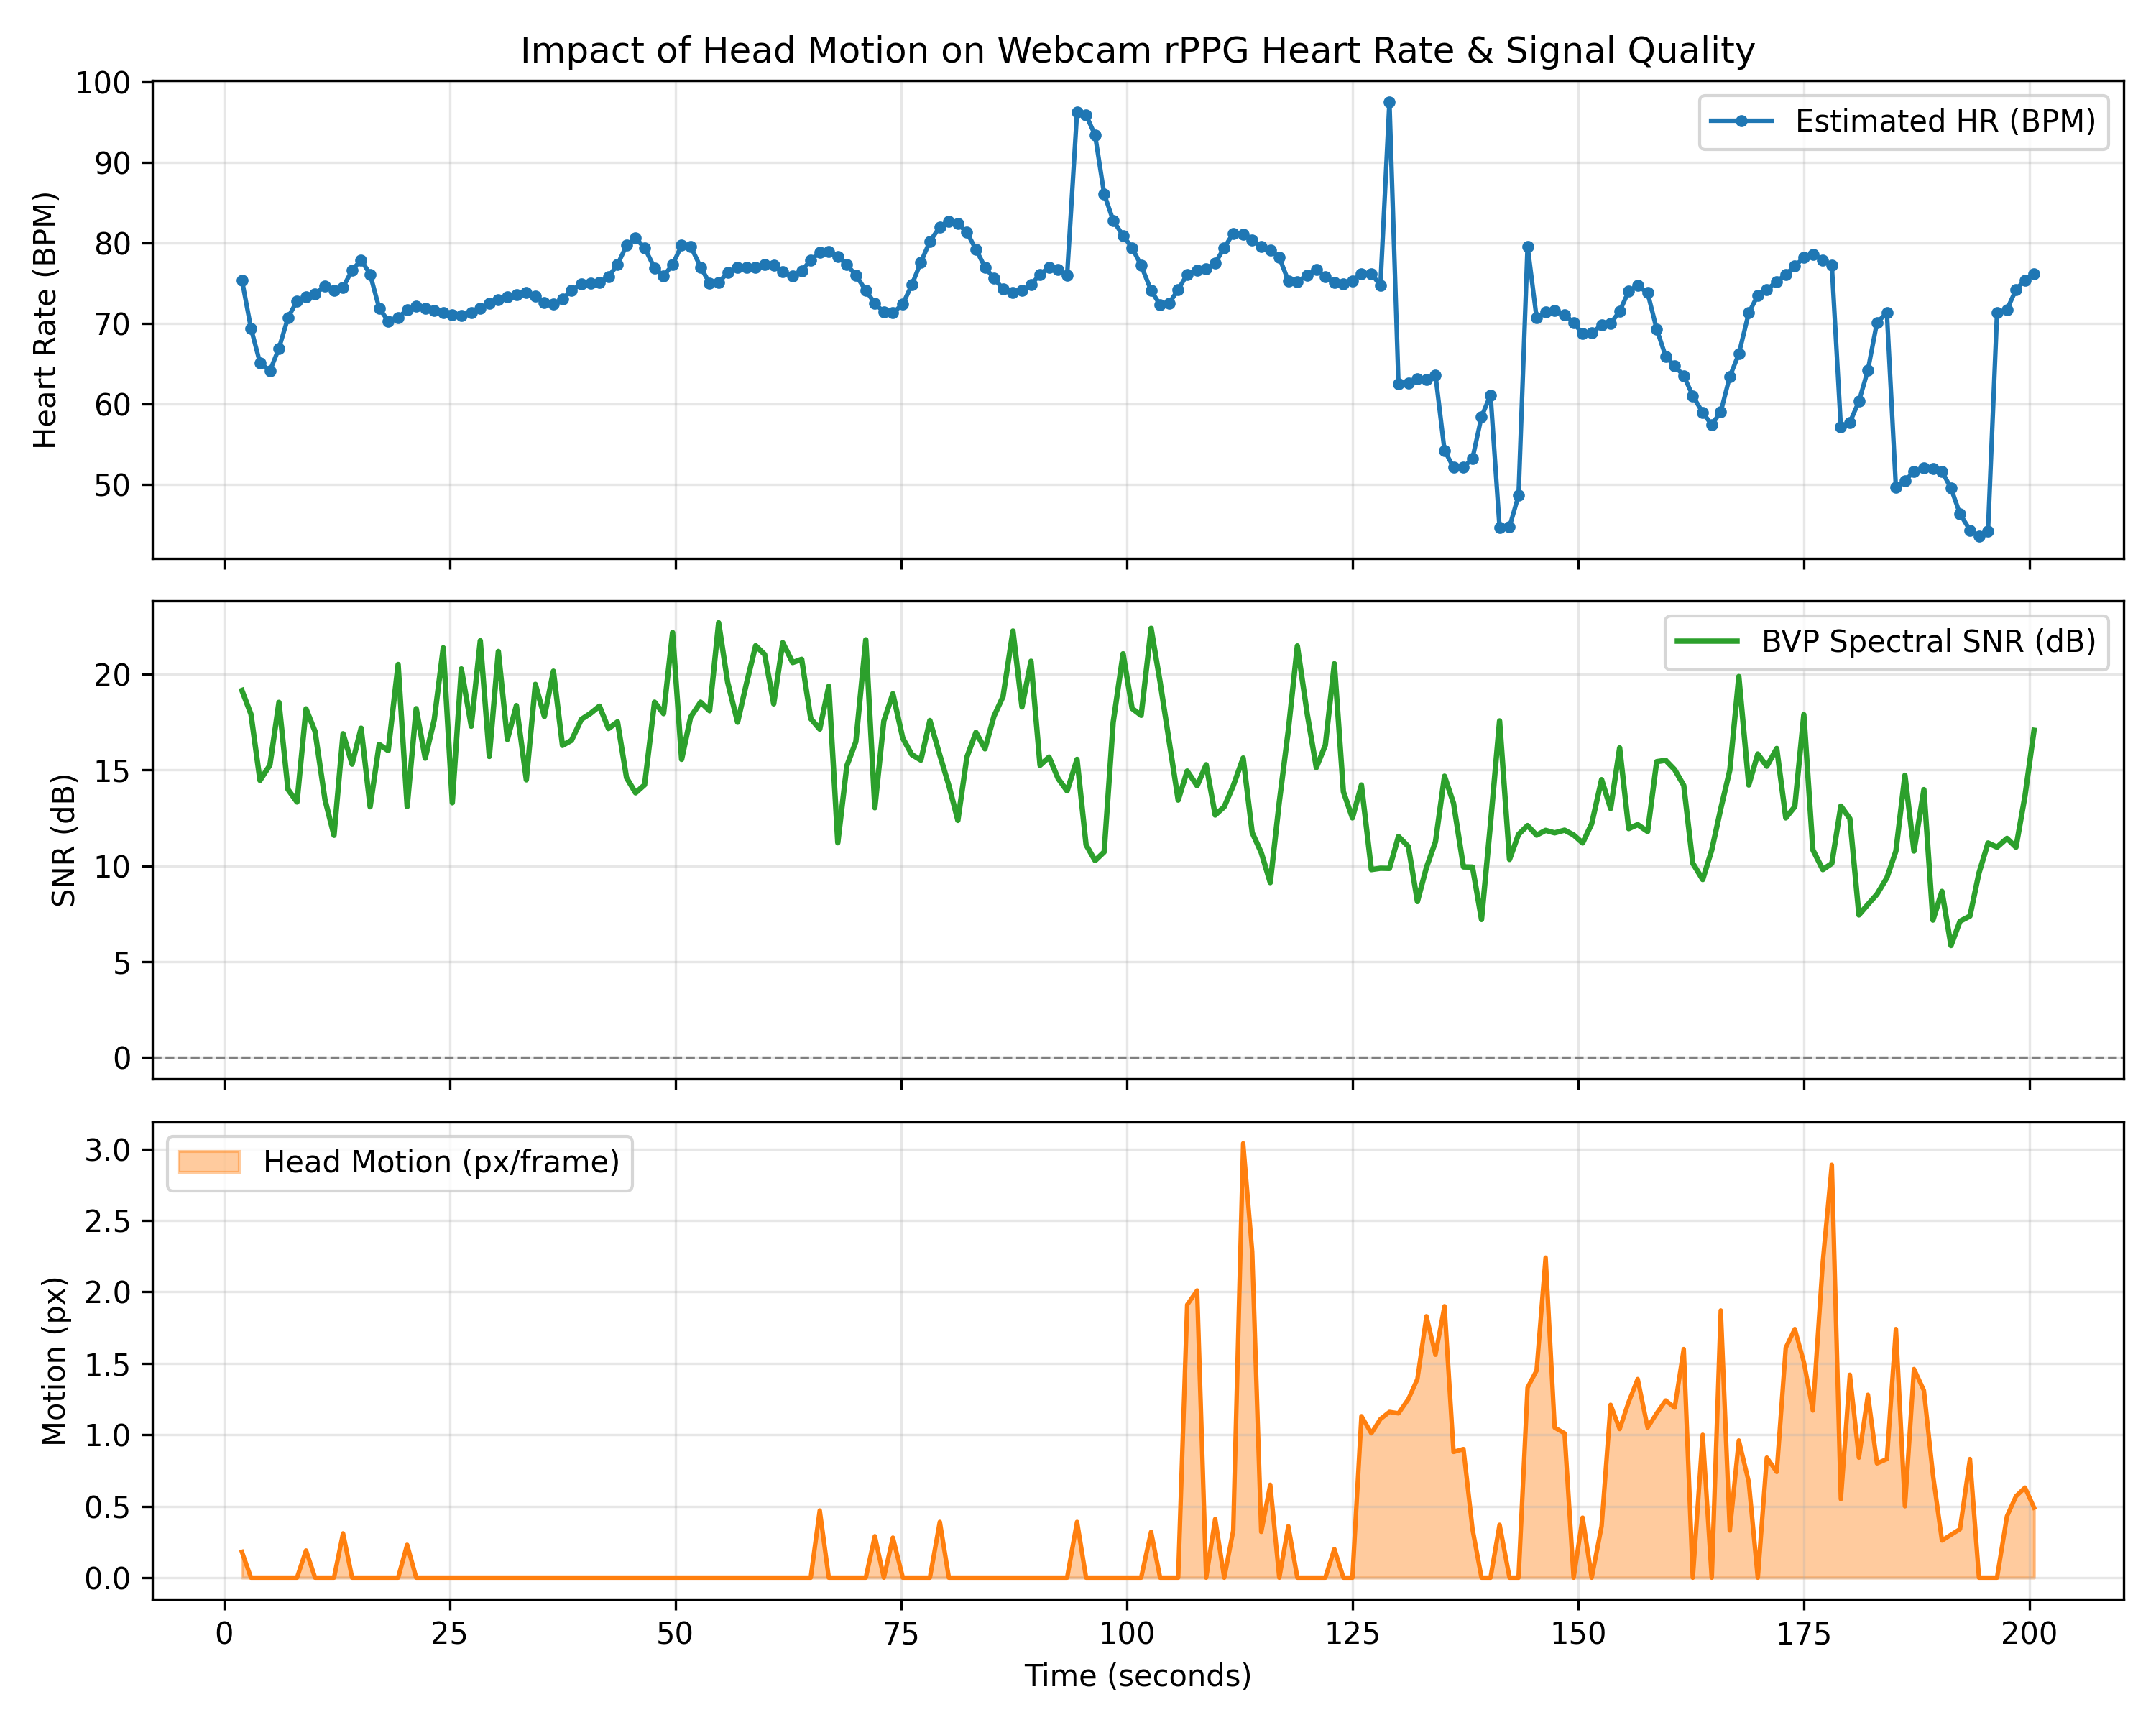 Impact of Head Motion on Webcam rPPG Heart Rate & Signal Quality
100
90
80
70
60
50
Heart Rate (BPM)
Estimated HR (BPM)
20
15
10
5
0
SNR (dB)
BVP Spectral SNR (dB)
3.0
2.5
2.0
1.5
1.0
0.5
0.0
Motion (px)
Head Motion (px/frame)
0 25 50 75 100 125 150 175 200
Time (seconds)